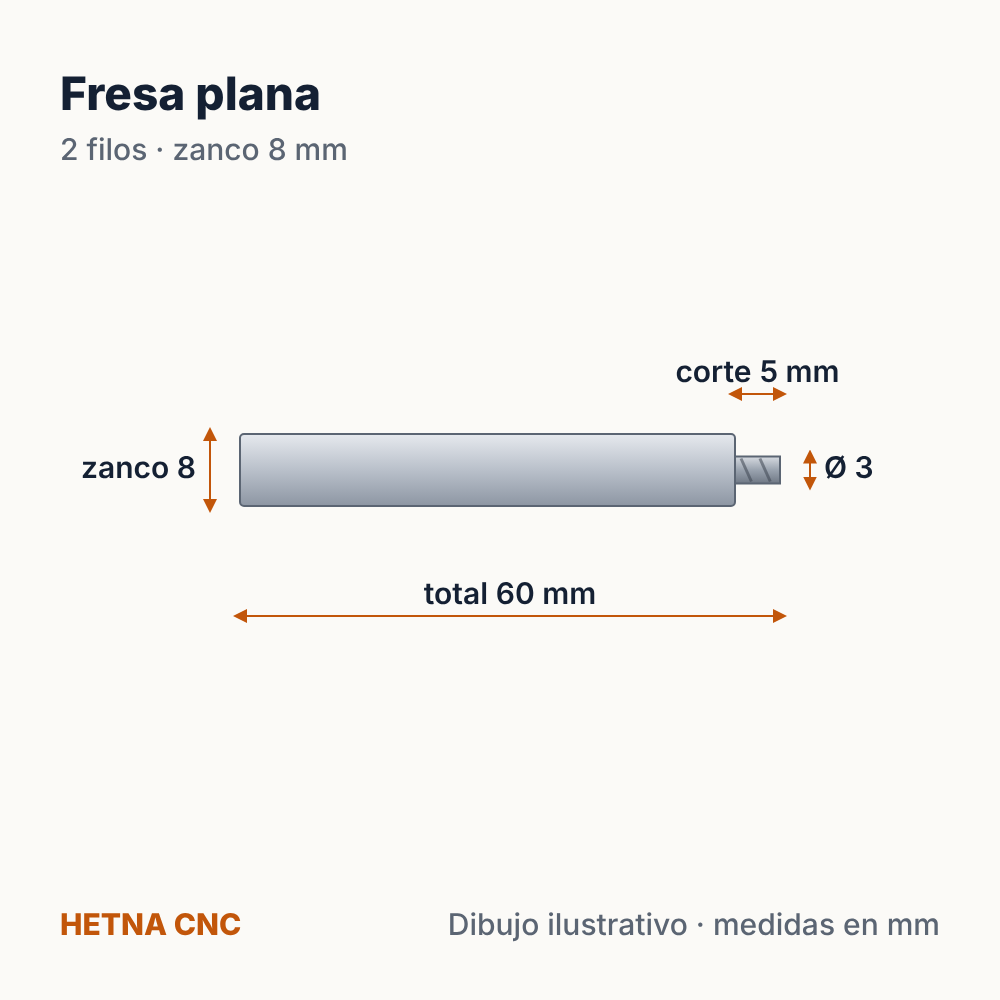 Fresa plana
2 filos · zanco 8 mm
corte 5 mm
zanco 8
Ø 3
total 60 mm
HETNA CNC
Dibujo ilustrativo · medidas en mm